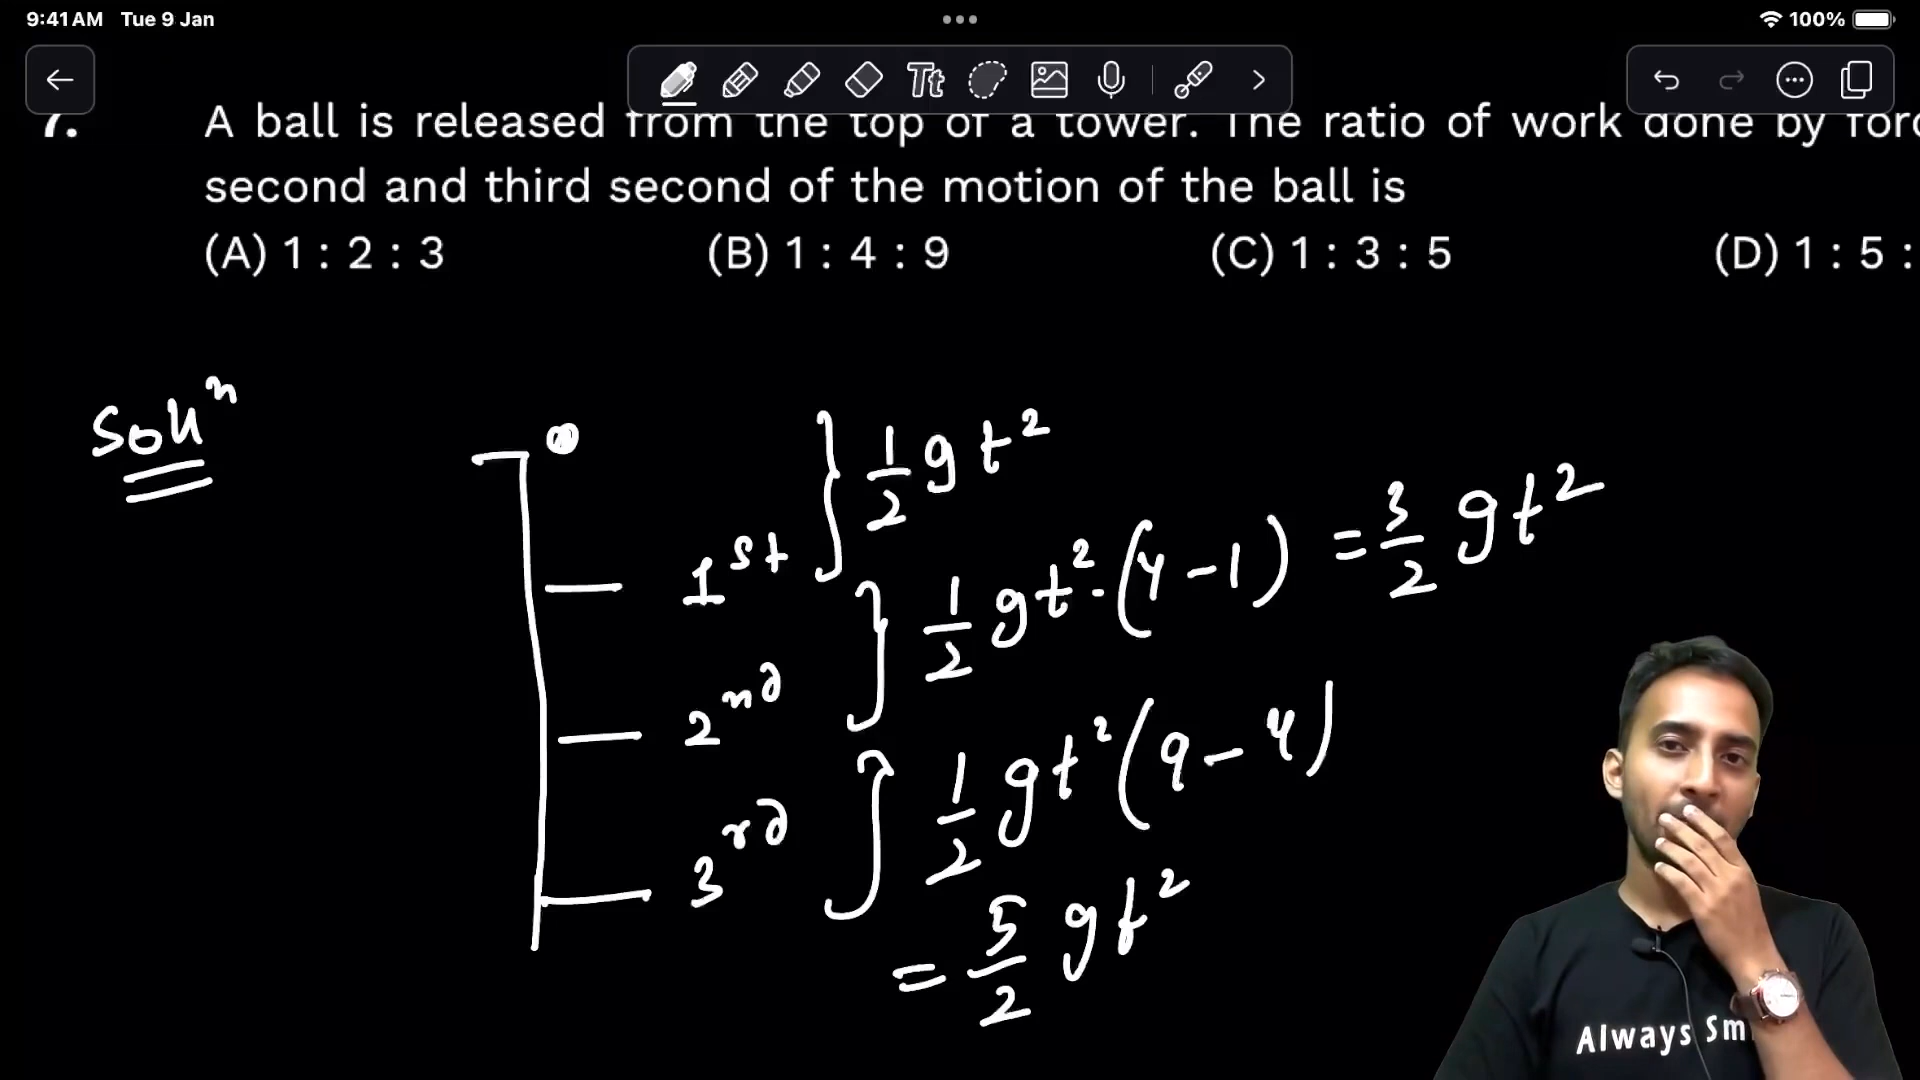 9:41 AM Tue 9 Jan
100%
Tt
7. A ball is released from the top of a tower. The ratio of work done by forc
second and third second of the motion of the ball is
(A) 1 : 2 : 3 (B) 1 : 4 : 9 (C) 1 : 3 : 5 (D) 1 : 5 :
Solⁿ
1st } 1/2 gt²
2nd } 1/2 gt² · (4 - 1) = 3/2 gt²
3rd } 1/2 gt² (9 - 4)
= 5/2 gt²
Always Sm